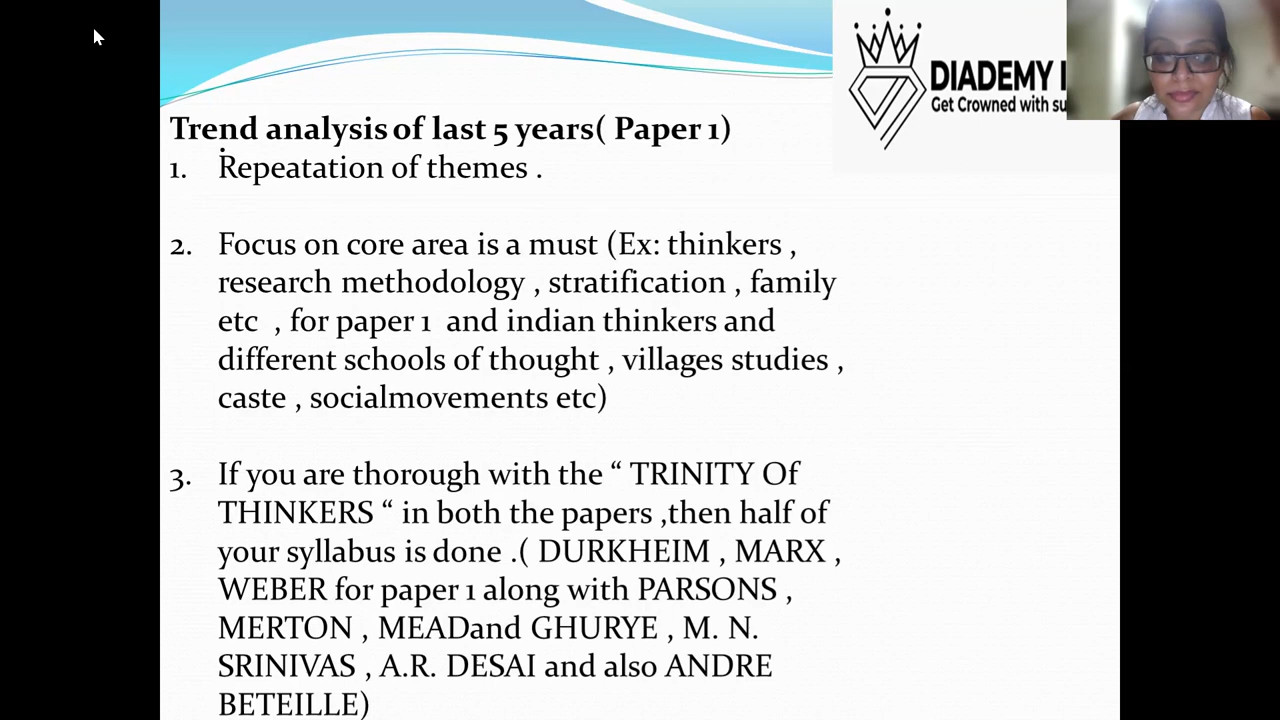 DIADEMY I
Get Crowned with su
Trend analysis of last 5 years( Paper 1)
1. Repeatation of themes .
2. Focus on core area is a must (Ex: thinkers ,
research methodology , stratification , family
etc , for paper 1 and indian thinkers and
different schools of thought , villages studies ,
caste , socialmovements etc)
3. If you are thorough with the “ TRINITY Of
THINKERS “ in both the papers ,then half of
your syllabus is done .( DURKHEIM , MARX ,
WEBER for paper 1 along with PARSONS ,
MERTON , MEADand GHURYE , M. N.
SRINIVAS , A.R. DESAI and also ANDRE
BETEILLE)